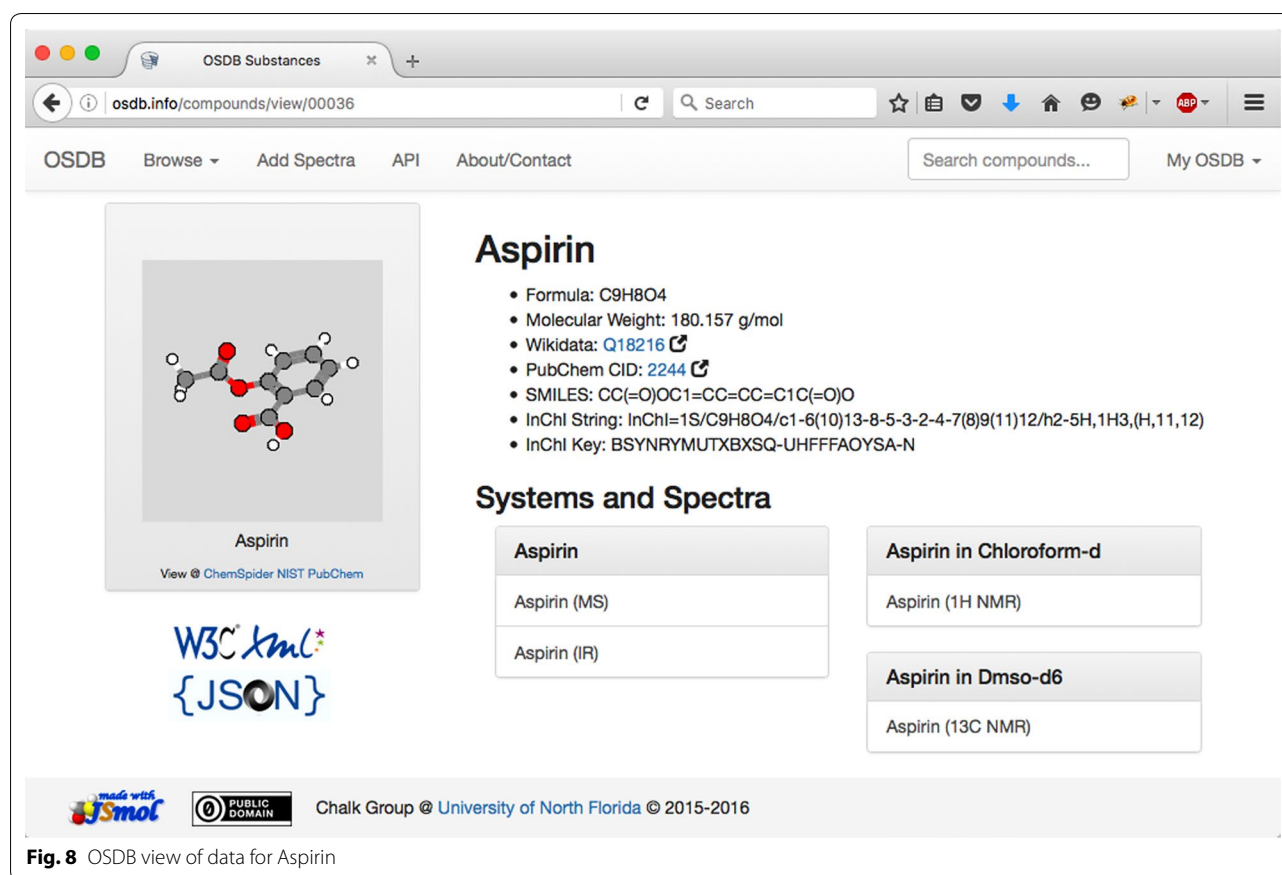 OSDB Substances
osdb.info/compounds/view/00036
Search
ABP
OSDB Browse Add Spectra API About/Contact Search compounds... My OSDB
Aspirin
View @ ChemSpider NIST PubChem
W3C Xml
{JSON}
Aspirin
• Formula: C9H8O4
• Molecular Weight: 180.157 g/mol
• Wikidata: Q18216
• PubChem CID: 2244
• SMILES: CC(=O)OC1=CC=CC=C1C(=O)O
• InChI String: InChI=1S/C9H8O4/c1-6(10)13-8-5-3-2-4-7(8)9(11)12/h2-5H,1H3,(H,11,12)
• InChI Key: BSYNRYMUTXBXSQ-UHFFFAOYSA-N
Systems and Spectra
Aspirin
Aspirin (MS)
Aspirin (IR)
Aspirin in Chloroform-d
Aspirin (1H NMR)
Aspirin in Dmso-d6
Aspirin (13C NMR)
made with
JSmol
0 PUBLIC
DOMAIN
Chalk Group @ University of North Florida © 2015-2016
Fig. 8 OSDB view of data for Aspirin